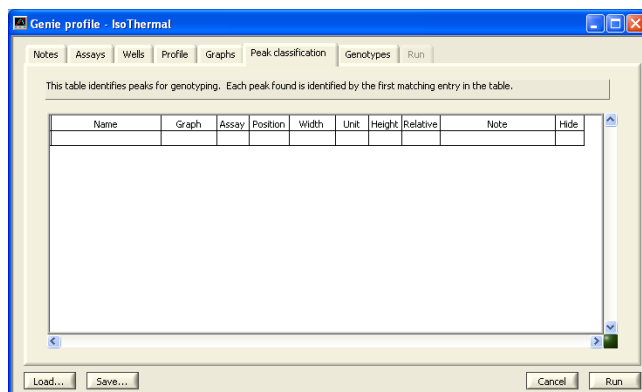 Genie profile - IsoThermal
Notes Assays Wells Profile Graphs Peak classification Genotypes Run
This table identifies peaks for genotyping. Each peak found is identified by the first matching entry in the table.
Name Graph Assay Position Width Unit Height Relative Note Hide
Load... Save... Cancel Run